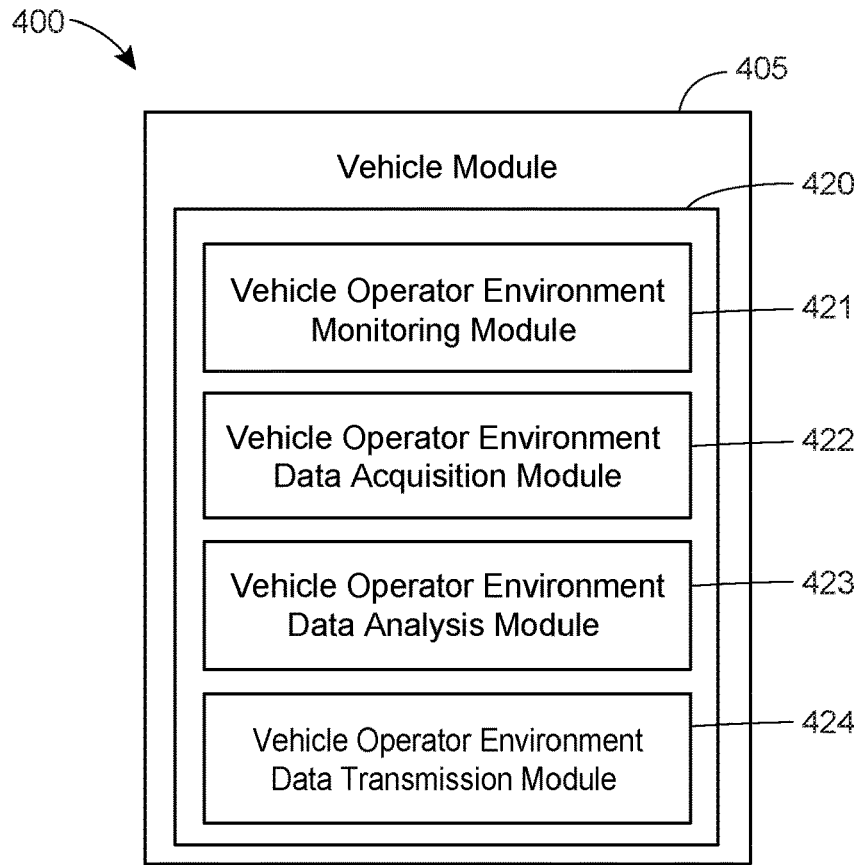 400
405
Vehicle Module
420
Vehicle Operator Environment
Monitoring Module
421
Vehicle Operator Environment
Data Acquisition Module
422
Vehicle Operator Environment
Data Analysis Module
423
Vehicle Operator Environment
Data Transmission Module
424